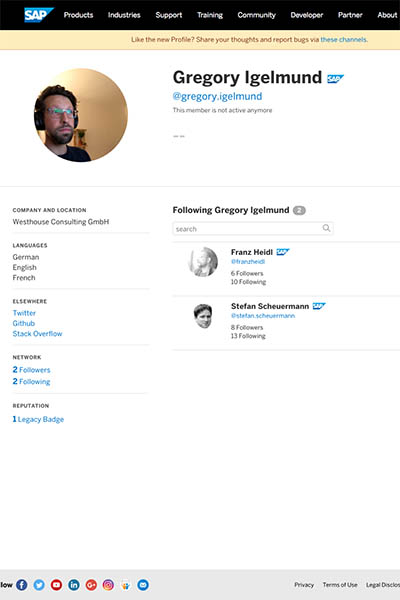 SAP Products Industries Support Training Community Developer Partner About
Like the new Profile? Share your thoughts and report bugs via these channels.
Gregory Igelmund SAP
@gregory.igelmund
This member is not active anymore
– –
COMPANY AND LOCATION
Westhouse Consulting GmbH
LANGUAGES
German
English
French
ELSEWHERE
Twitter
Github
Stack Overflow
NETWORK
2 Followers
2 Following
REPUTATION
1 Legacy Badge
Following Gregory Igelmund 2
search
Franz Heidl SAP
@franzheidl
6 Followers
10 Following
Stefan Scheuermann SAP
@stefan.scheuermann
8 Followers
13 Following
llow
Privacy Terms of Use Legal Disclos